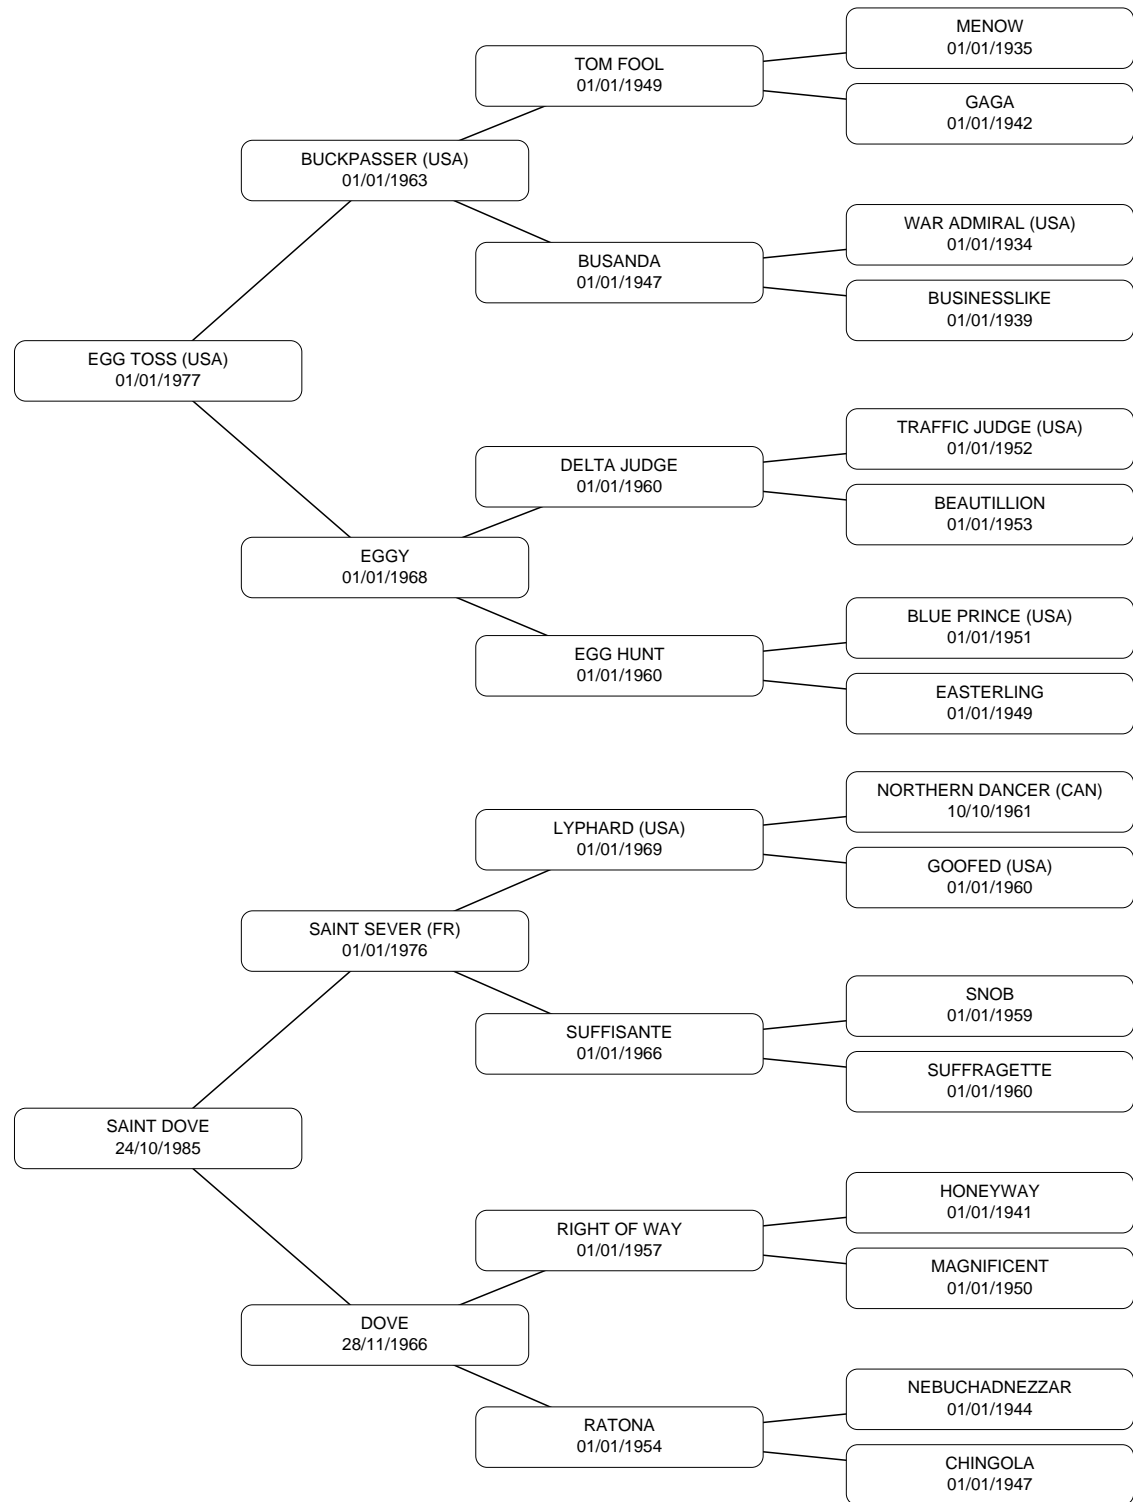 MENOW
01/01/1935
TOM FOOL
01/01/1949
GAGA
01/01/1942
BUCKPASSER (USA)
01/01/1963
WAR ADMIRAL (USA)
01/01/1934
BUSANDA
01/01/1947
BUSINESSLIKE
01/01/1939
EGG TOSS (USA)
01/01/1977
TRAFFIC JUDGE (USA)
01/01/1952
DELTA JUDGE
01/01/1960
BEAUTILLION
01/01/1953
EGGY
01/01/1968
BLUE PRINCE (USA)
01/01/1951
EGG HUNT
01/01/1960
EASTERLING
01/01/1949
NORTHERN DANCER (CAN)
10/10/1961
LYPHARD (USA)
01/01/1969
GOOFED (USA)
01/01/1960
SAINT SEVER (FR)
01/01/1976
SNOB
01/01/1959
SUFFISANTE
01/01/1966
SUFFRAGETTE
01/01/1960
SAINT DOVE
24/10/1985
HONEYWAY
01/01/1941
RIGHT OF WAY
01/01/1957
MAGNIFICENT
01/01/1950
DOVE
28/11/1966
NEBUCHADNEZZAR
01/01/1944
RATONA
01/01/1954
CHINGOLA
01/01/1947